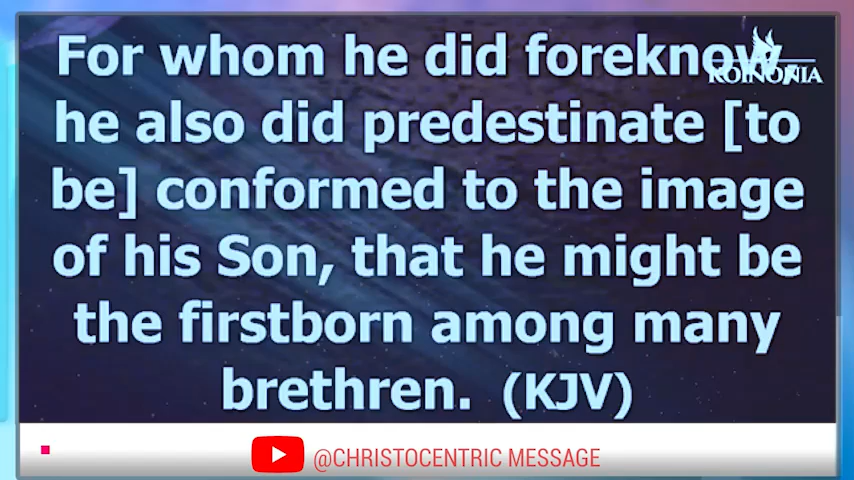 For whom he did foreknow,
KOINONIA
he also did predestinate [to
be] conformed to the image
of his Son, that he might be
the firstborn among many
brethren. (KJV)
@CHRISTOCENTRIC MESSAGE